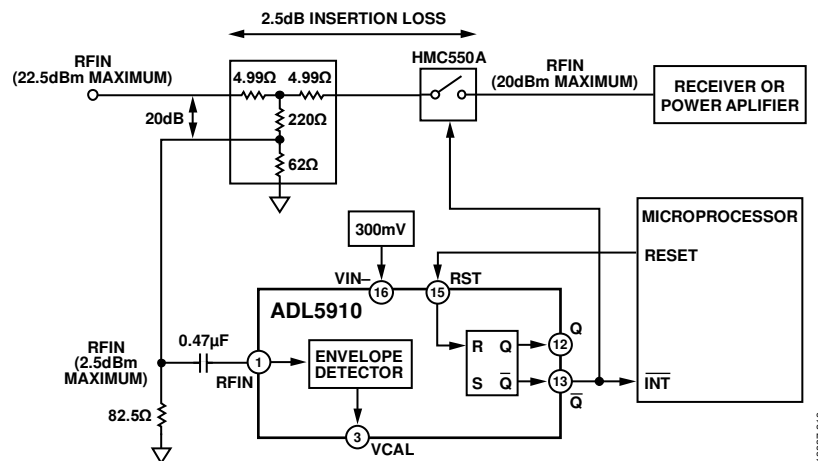 2.5dB INSERTION LOSS
HMC550A
RFIN
(22.5dBm MAXIMUM)
4.99Ω 4.99Ω
RFIN
(20dBm MAXIMUM)
RECEIVER OR
POWER APLIFIER
20dB
220Ω
62Ω
MICROPROCESSOR
300mV
RESET
VIN–
16
15
RST
ADL5910
0.47µF
RFIN
(2.5dBm
MAXIMUM)
1
RFIN
ENVELOPE
DETECTOR
R Q
S Q
12
Q
13
Q
INT
82.5Ω
3
VCAL